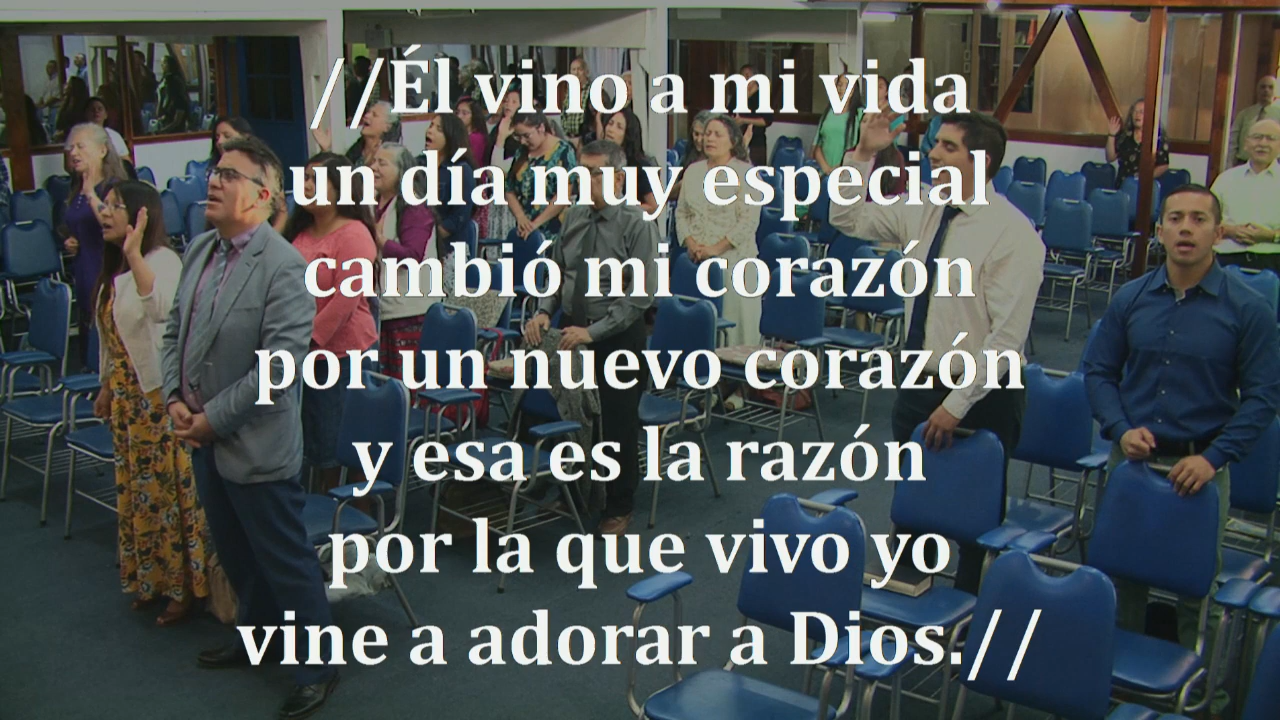 //Él vino a mi vida
un día muy especial
cambió mi corazón
por un nuevo corazón
y esa es la razón
por la que vivo yo
vine a adorar a Dios.//